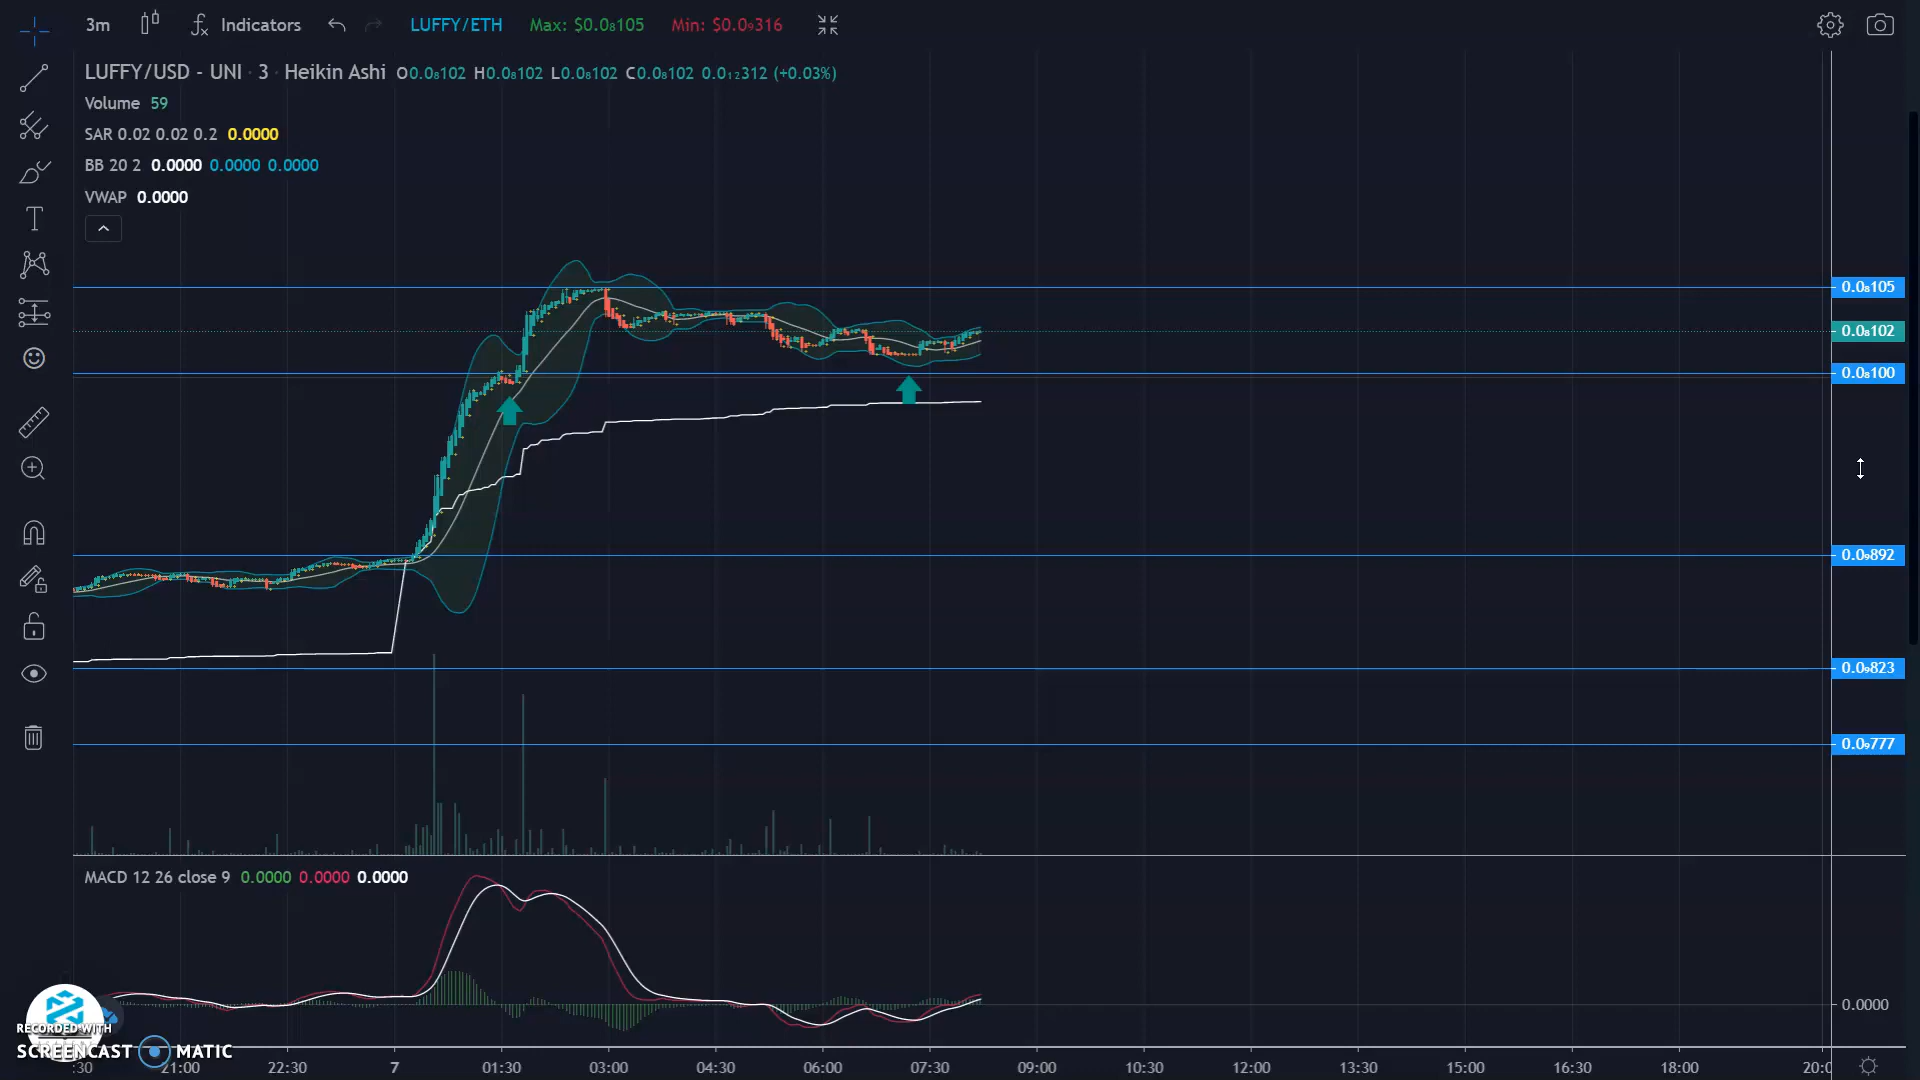 3m Indicators LUFFY/ETH Max: $0.0₈105 Min: $0.0₉316
LUFFY/USD - UNI · 3 · Heikin Ashi O0.0₈102 H0.0₈102 L0.0₈102 C0.0₈102 0.0₁₂312 (+0.03%)
Volume 59
SAR 0.02 0.02 0.2 0.0000
BB 20 2 0.0000 0.0000 0.0000
VWAP 0.0000
0.0₈105
0.0₈102
0.0₈100
0.0₉892
0.0₉823
0.0₉777
MACD 12 26 close 9 0.0000 0.0000 0.0000
0.0000
RECORDED WITH
SCREENCAST MATIC
:30 21:00 22:30 7 01:30 03:00 04:30 06:00 07:30 09:00 10:30 12:00 13:30 15:00 16:30 18:00 20:0